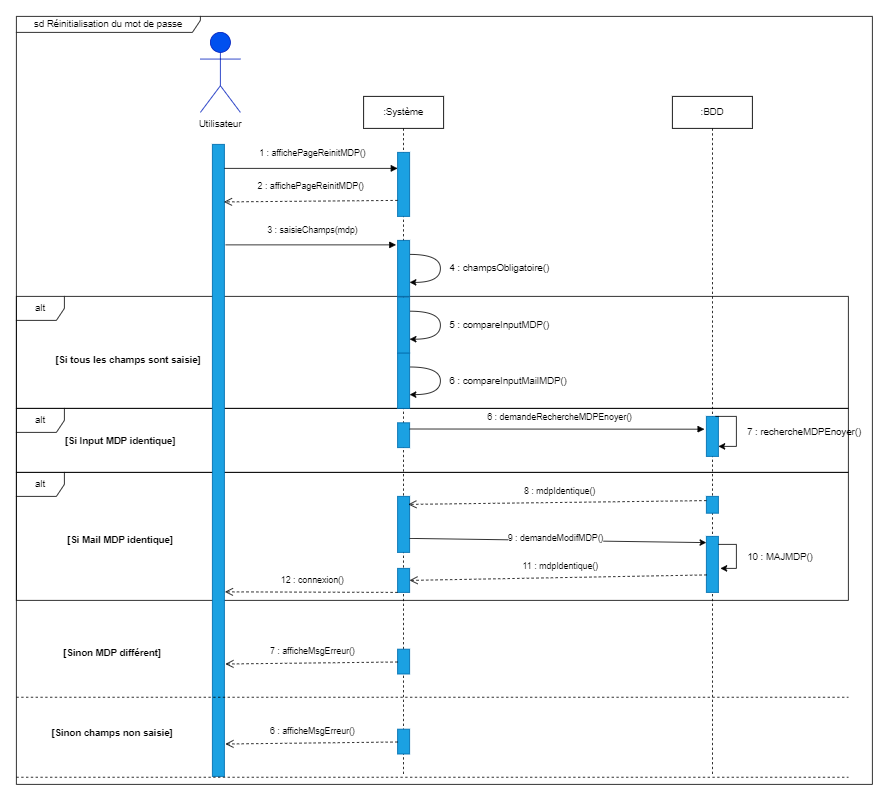 sd Réinitialisation du mot de passe
Utilisateur
:Système
:BDD
1 : affichePageReinitMDP()
2 : affichePageReinitMDP()
3 : saisieChamps(mdp)
4 : champsObligatoire()
alt
5 : compareInputMDP()
[Si tous les champs sont saisie]
6 : compareInputMailMDP()
alt
6 : demandeRechercheMDPEnoyer()
7 : rechercheMDPEnoyer()
[Si Input MDP identique]
alt
8 : mdpIdentique()
[Si Mail MDP identique]
9 : demandeModifMDP()
10 : MAJMDP()
11 : mdpIdentique()
12 : connexion()
[Sinon MDP différent]
7 : afficheMsgErreur()
[Sinon champs non saisie]
6 : afficheMsgErreur()